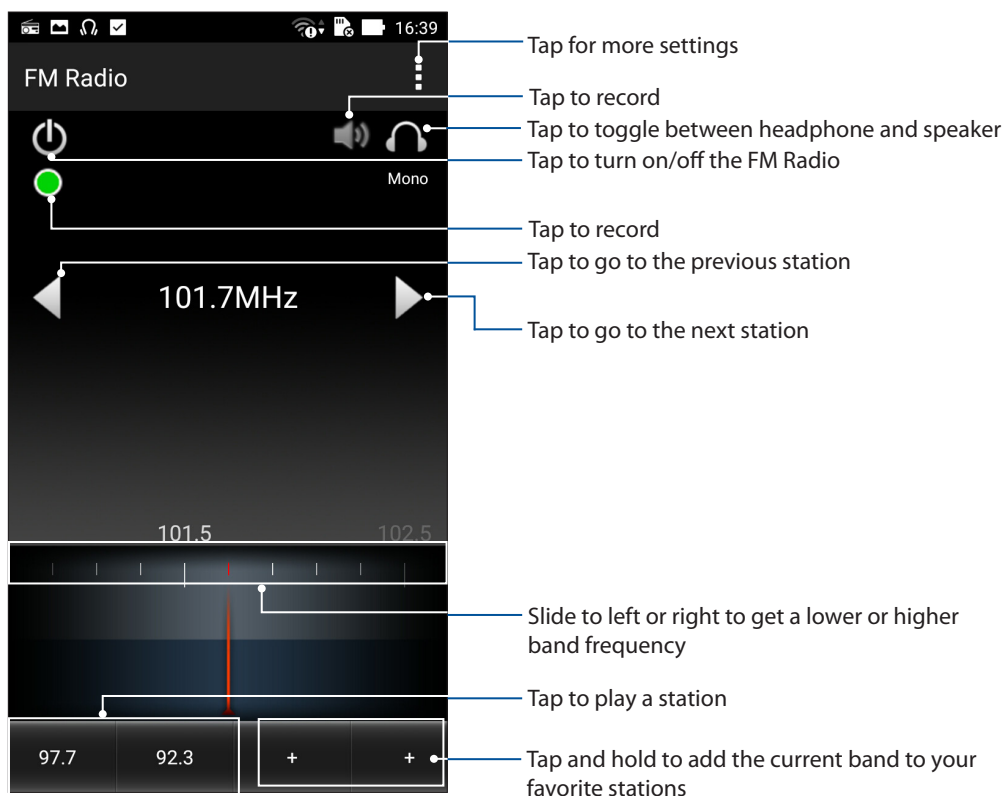 16:39
Tap for more settings
FM Radio
Tap to record
Tap to toggle between headphone and speaker
Tap to turn on/off the FM Radio
Mono
Tap to record
Tap to go to the previous station
101.7MHz
Tap to go to the next station
101.5 102.5
Slide to left or right to get a lower or higher
band frequency
Tap to play a station
97.7 92.3 + +
Tap and hold to add the current band to your
favorite stations